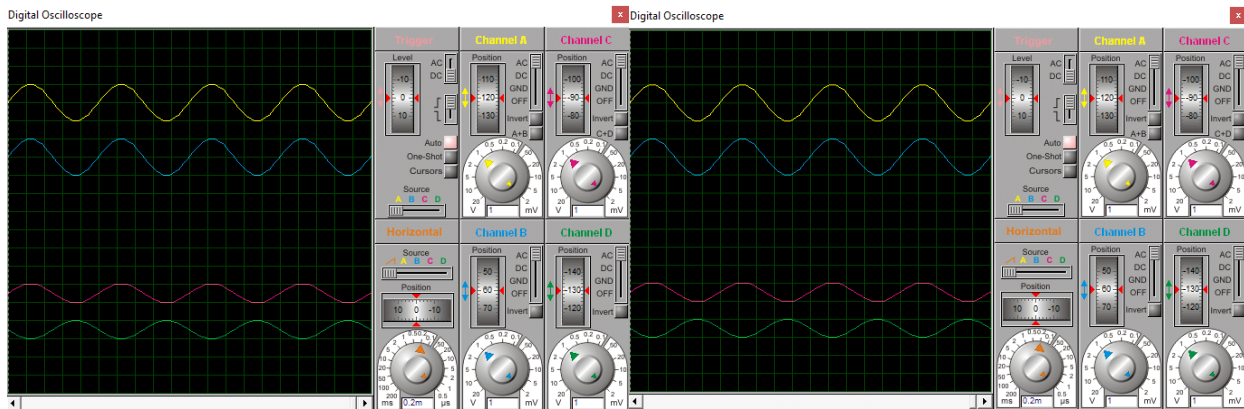 Digital Oscilloscope
x
Trigger
Level
-10
0
10
AC
DC
Auto
One-Shot
Cursors
Source
A B C D
Channel A
Position
110
120
130
AC
DC
GND
OFF
Invert
A+B
V 1 mV
Channel C
Position
-100
-90
-80
AC
DC
GND
OFF
Invert
C+D
V 1 mV
Horizontal
Source
A B C D
Position
10 0 -10
ms 0.2m µs
Channel B
Position
50
60
70
AC
DC
GND
OFF
Invert
V 1 mV
Channel D
Position
-140
-130
-120
AC
DC
GND
OFF
Invert
V 1 mV
Digital Oscilloscope
x
Trigger
Level
-10
0
10
AC
DC
Auto
One-Shot
Cursors
Source
A B C D
Channel A
Position
110
120
130
AC
DC
GND
OFF
Invert
A+B
V 1 mV
Channel C
Position
-100
-90
-80
AC
DC
GND
OFF
Invert
C+D
V 1 mV
Horizontal
Source
A B C D
Position
10 0 -10
ms 0.2m µs
Channel B
Position
50
60
70
AC
DC
GND
OFF
Invert
V 1 mV
Channel D
Position
-140
-130
-120
AC
DC
GND
OFF
Invert
V 1 mV